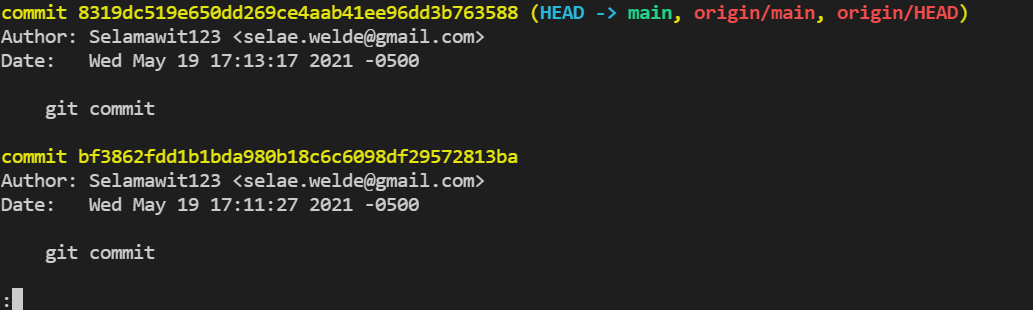 commit 8319dc519e650dd269ce4aab41ee96dd3b763588 (HEAD -> main, origin/main, origin/HEAD)
Author: Selamawit123 <selae.welde@gmail.com>
Date:   Wed May 19 17:13:17 2021 -0500
    git commit
commit bf3862fdd1b1bda980b18c6c6098df29572813ba
Author: Selamawit123 <selae.welde@gmail.com>
Date:   Wed May 19 17:11:27 2021 -0500
    git commit
: